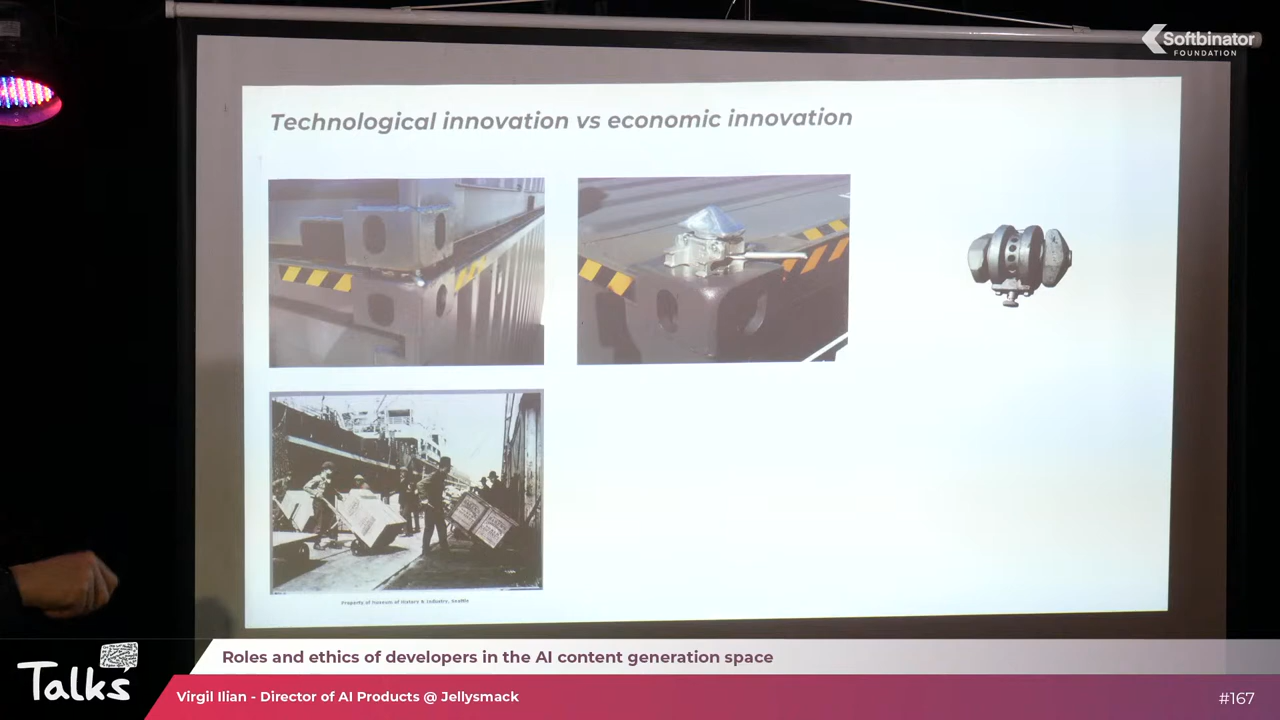 Softbinator
FOUNDATION
Technological innovation vs economic innovation
Property of Museum of History & Industry, Seattle
Talks
Roles and ethics of developers in the AI content generation space
Virgil Ilian - Director of AI Products @ Jellysmack
#167